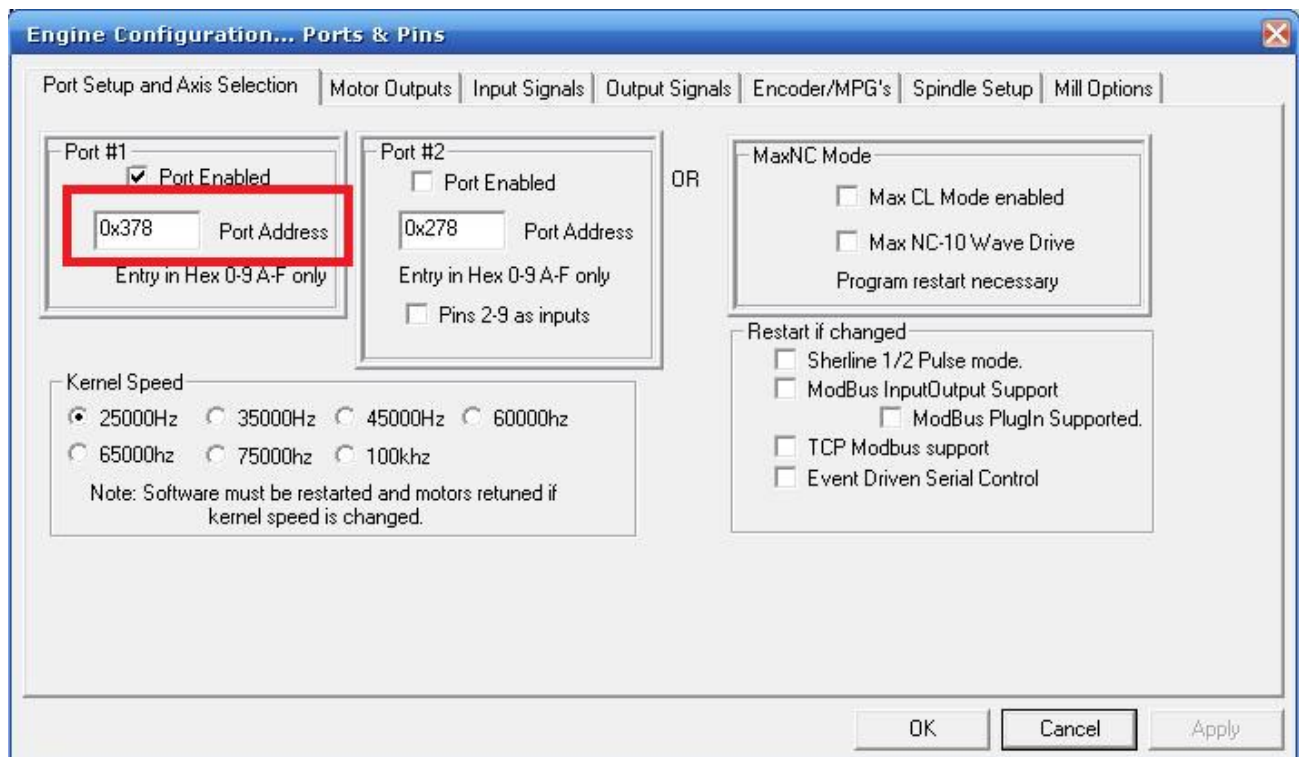 Engine Configuration... Ports & Pins
Port Setup and Axis Selection
Motor Outputs
Input Signals
Output Signals
Encoder/MPG's
Spindle Setup
Mill Options
Port #1
Port Enabled
0x378
Port Address
Entry in Hex 0-9 A-F only
Port #2
Port Enabled
0x278
Port Address
Entry in Hex 0-9 A-F only
Pins 2-9 as inputs
OR
MaxNC Mode
Max CL Mode enabled
Max NC-10 Wave Drive
Program restart necessary
Restart if changed
Sherline 1/2 Pulse mode.
ModBus InputOutput Support
ModBus PlugIn Supported.
TCP Modbus support
Event Driven Serial Control
Kernel Speed
25000Hz
35000Hz
45000Hz
60000hz
65000hz
75000hz
100khz
Note: Software must be restarted and motors retuned if
kernel speed is changed.
OK
Cancel
Apply